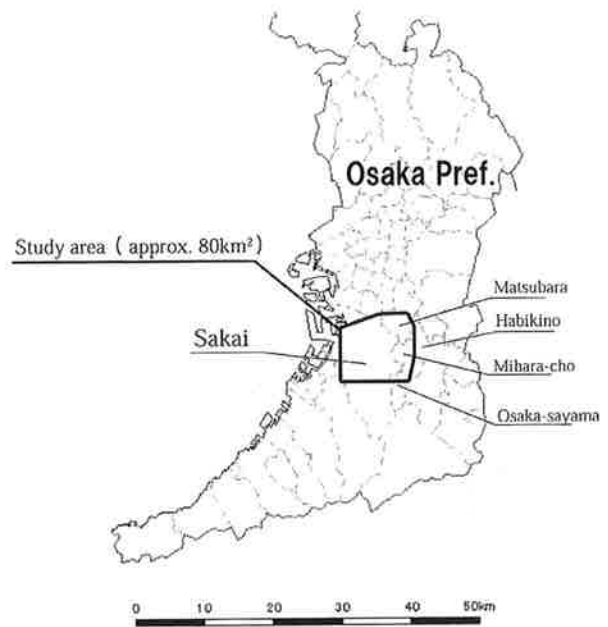 Osaka Pref.
Study area ( approx. 80km²)
Matsubara
Habikino
Sakai
Mihara-cho
Osaka-sayama
0 10 20 30 40 50km